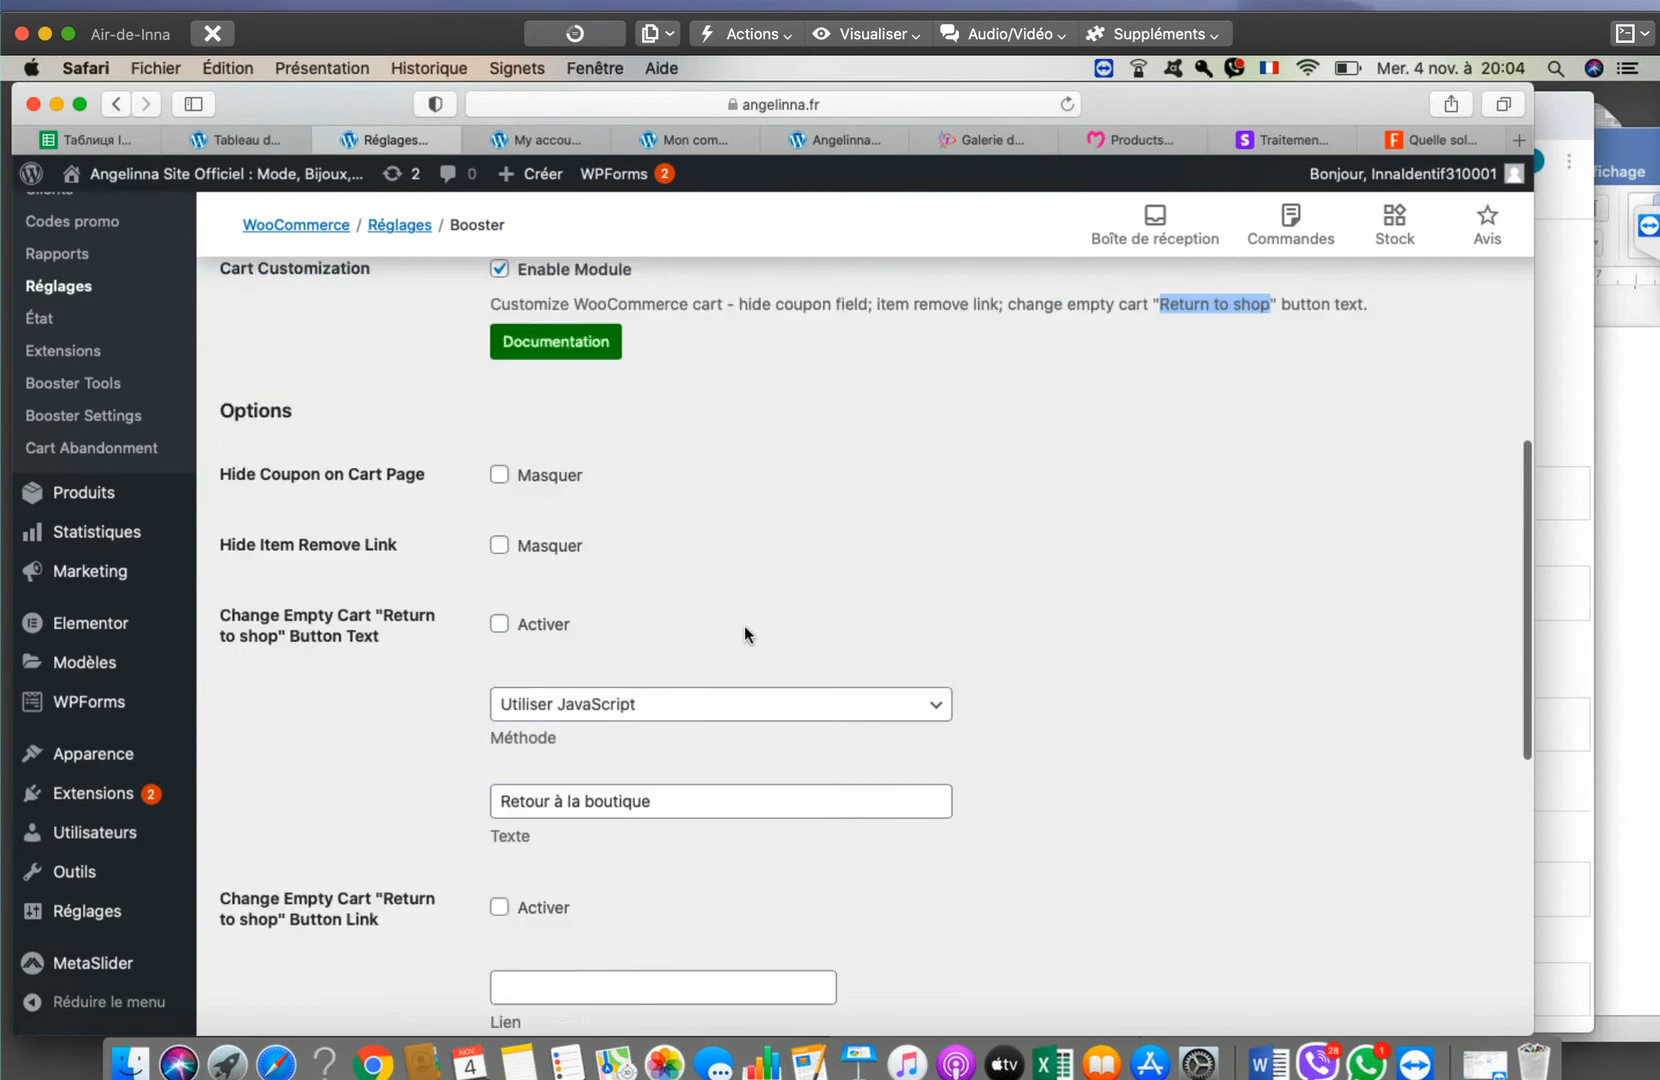 Air-de-Inna
Actions
Visualiser
Audio/Vidéo
Suppléments
Safari Fichier Édition Présentation Historique Signets Fenêtre Aide
Mer. 4 nov. à 20:04
angelinna.fr
Таблиця I...
Tableau d...
Réglages...
My accou...
Mon com...
Angelinna...
Galerie d...
Products...
Traitemen...
Quelle sol...
Angelinna Site Officiel : Mode, Bijoux,...
2
0
Créer
WPForms 2
Bonjour, InnaIdentif310001
fichage
Clients
Codes promo
Rapports
Réglages
État
Extensions
Booster Tools
Booster Settings
Cart Abandonment
Produits
Statistiques
Marketing
Elementor
Modèles
WPForms
Apparence
Extensions 2
Utilisateurs
Outils
Réglages
MetaSlider
Réduire le menu
WooCommerce / Réglages / Booster
Boîte de réception
Commandes
Stock
Avis
Cart Customization
Enable Module
Customize WooCommerce cart - hide coupon field; item remove link; change empty cart "Return to shop" button text.
Documentation
Options
Hide Coupon on Cart Page
Masquer
Hide Item Remove Link
Masquer
Change Empty Cart "Return
to shop" Button Text
Activer
Utiliser JavaScript
Méthode
Retour à la boutique
Texte
Change Empty Cart "Return
to shop" Button Link
Activer
Lien
NOV
4
tv
28
1